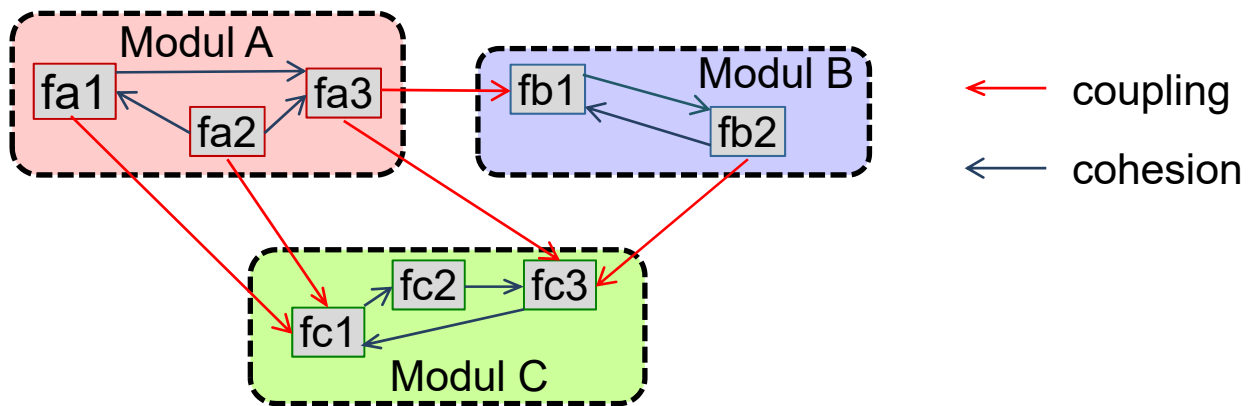 Modul A
fa1
fa2
fa3
Modul B
fb1
fb2
coupling
cohesion
fc1
fc2
fc3
Modul C